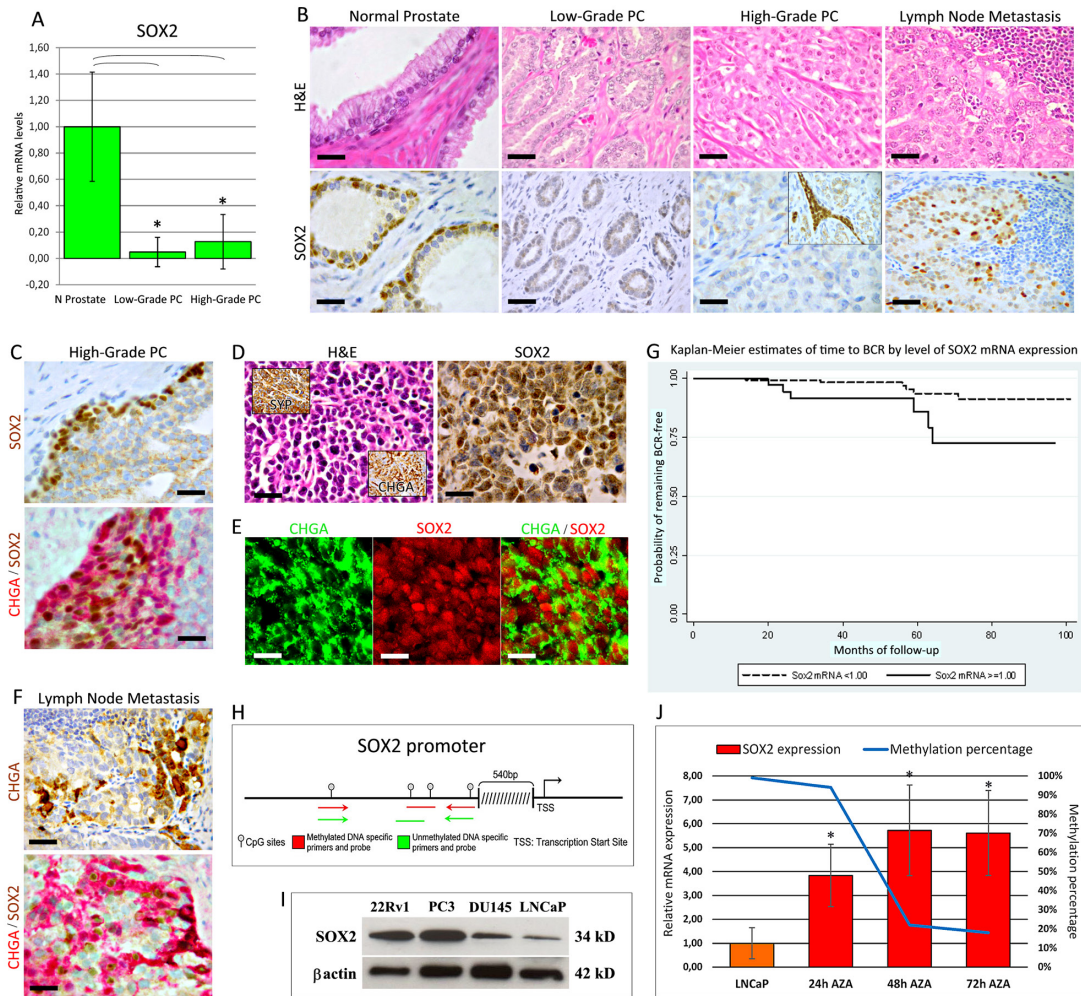 A
SOX2
Relative mRNA levels
1,60
1,40
1,20
1,00
0,80
0,60
0,40
0,20
0,00
-0,20
*
*
N Prostate Low-Grade PC High-Grade PC
B
Normal Prostate Low-Grade PC High-Grade PC Lymph Node Metastasis
H&E
SOX2
C
High-Grade PC
SOX2
CHGA / SOX2
D
H&E SOX2
SYP
CHGA
E
CHGA SOX2 CHGA / SOX2
F
Lymph Node Metastasis
CHGA
CHGA / SOX2
G
Kaplan-Meier estimates of time to BCR by level of SOX2 mRNA expression
Probability of remaining BCR-free
1.00
0.75
0.50
0.25
0.00
0 20 40 60 80 100
Months of follow-up
Sox2 mRNA <1.00 Sox2 mRNA >=1.00
H
SOX2 promoter
540bp
TSS
CpG sites
Methylated DNA specific
primers and probe
Unmethylated DNA specific
primers and probe
TSS: Transcription Start Site
I
22Rv1 PC3 DU145 LNCaP
SOX2 34 kD
βactin 42 kD
J
SOX2 expression Methylation percentage
Relative mRNA expression
8,00
7,00
6,00
5,00
4,00
3,00
2,00
1,00
0,00
*
*
*
100%
90%
80%
70%
60%
50%
40%
30%
20%
10%
0%
Methylation percentage
LNCaP 24h AZA 48h AZA 72h AZA